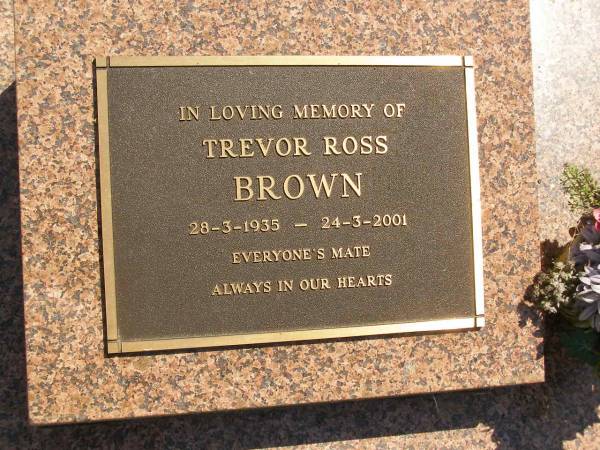 IN LOVING MEMORY OF
TREVOR ROSS
BROWN
28-3-1935 — 24-3-2001
EVERYONE'S MATE
ALWAYS IN OUR HEARTS